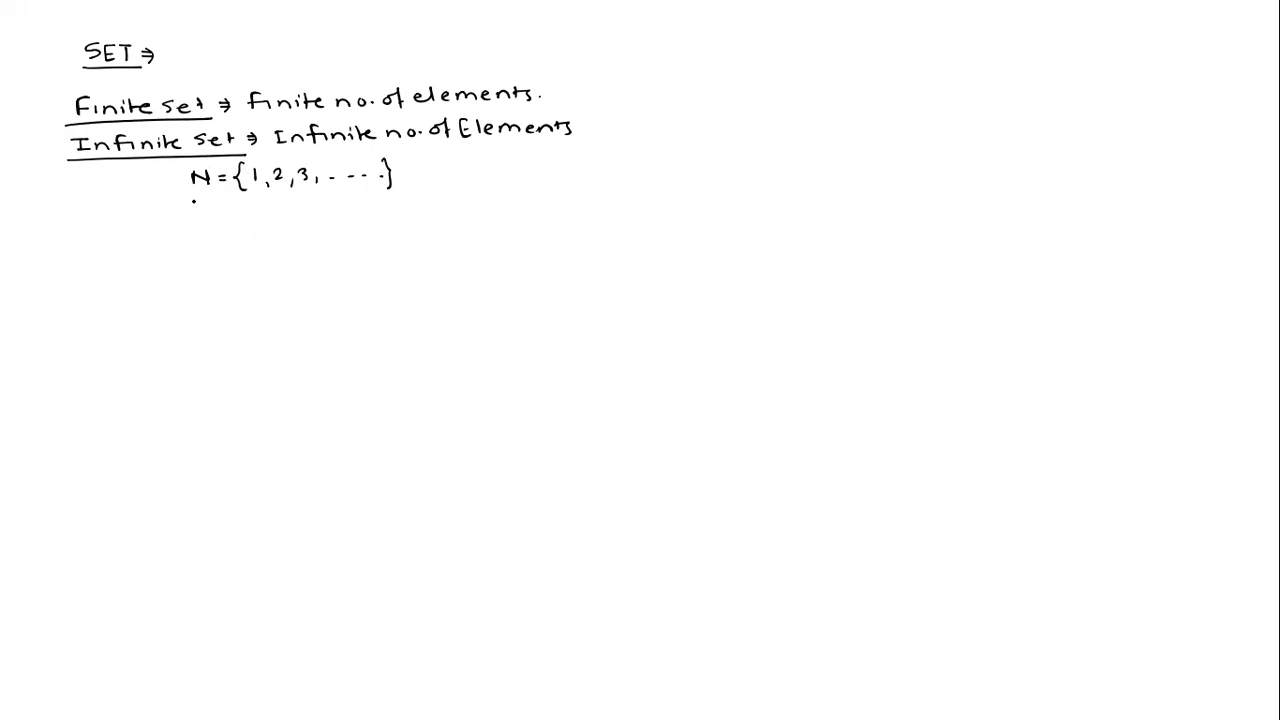 SET ⇒
Finite set ⇒ finite no. of elements.
Infinite set ⇒ Infinite no. of Elements
N = {1, 2, 3, . - - - .}